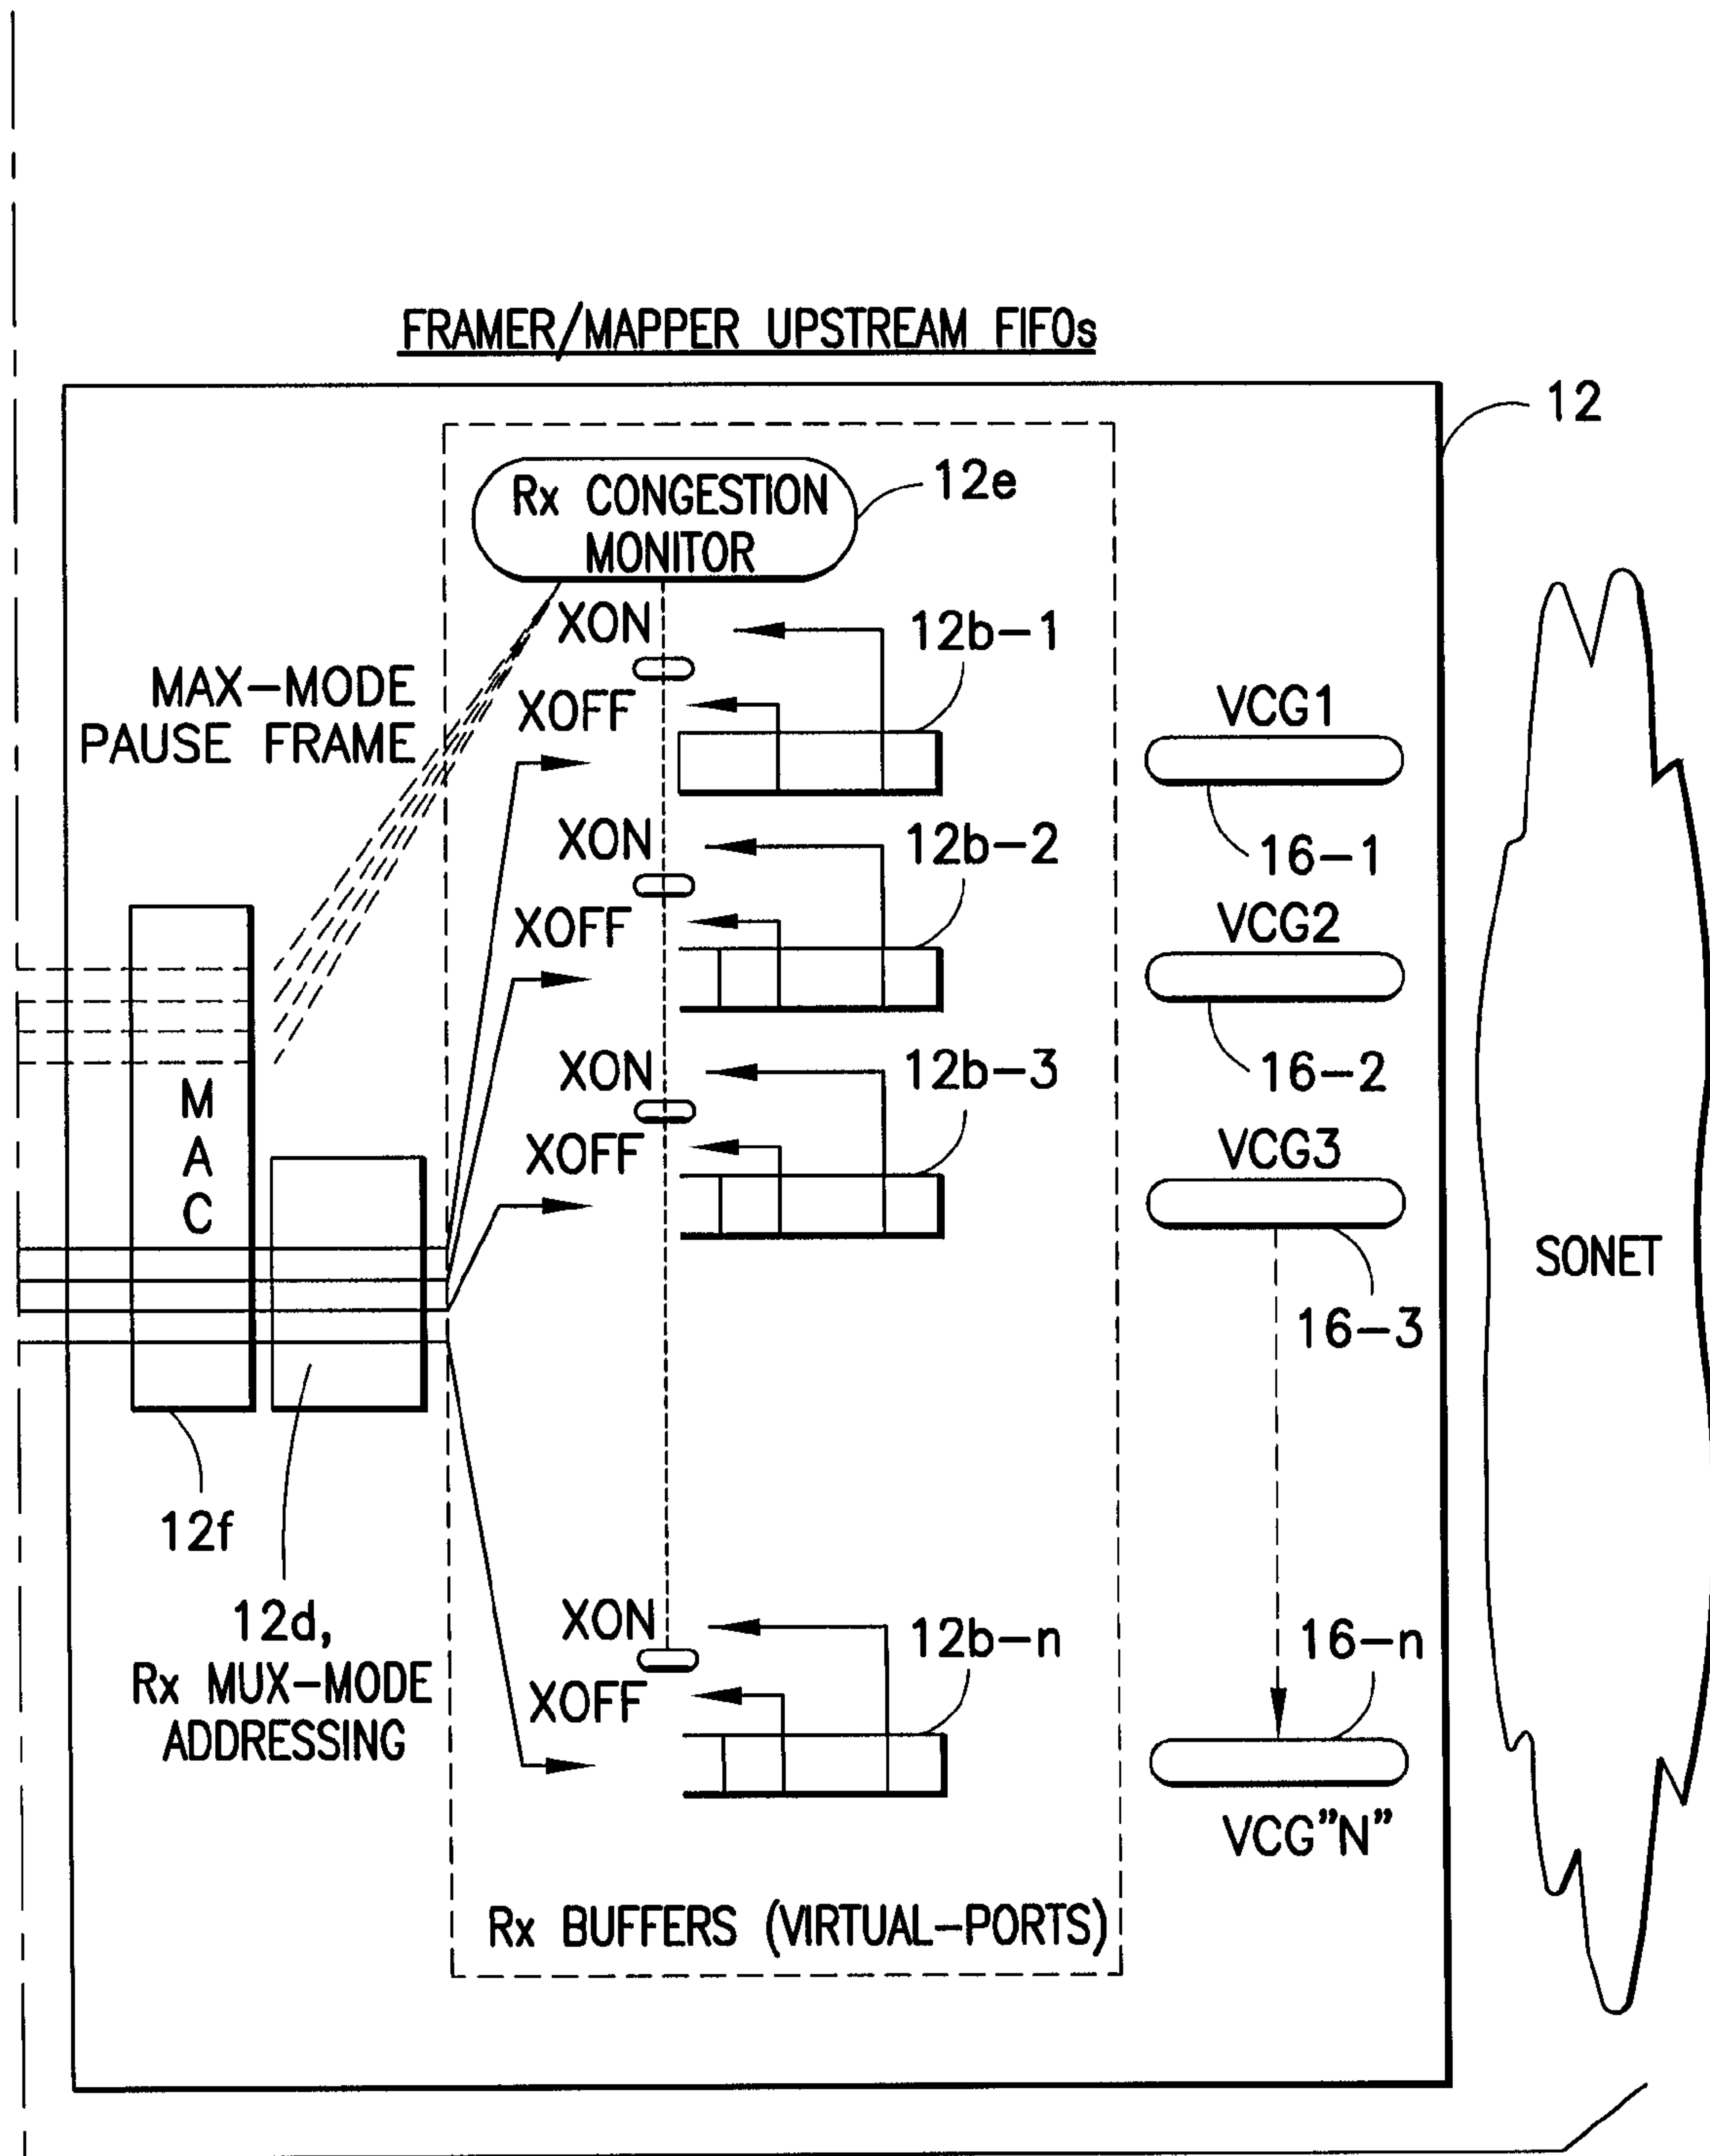 FRAMER/MAPPER UPSTREAM FIFOs
12
Rx CONGESTION
MONITOR
12e
XON
12b-1
MAX-MODE
PAUSE FRAME
XOFF
VCG1
16-1
XON
12b-2
XOFF
VCG2
16-2
XON
12b-3
XOFF
VCG3
16-3
MAC
SONET
12f
12d,
Rx MUX-MODE
ADDRESSING
XON
12b-n
XOFF
16-n
VCG"N"
Rx BUFFERS (VIRTUAL-PORTS)